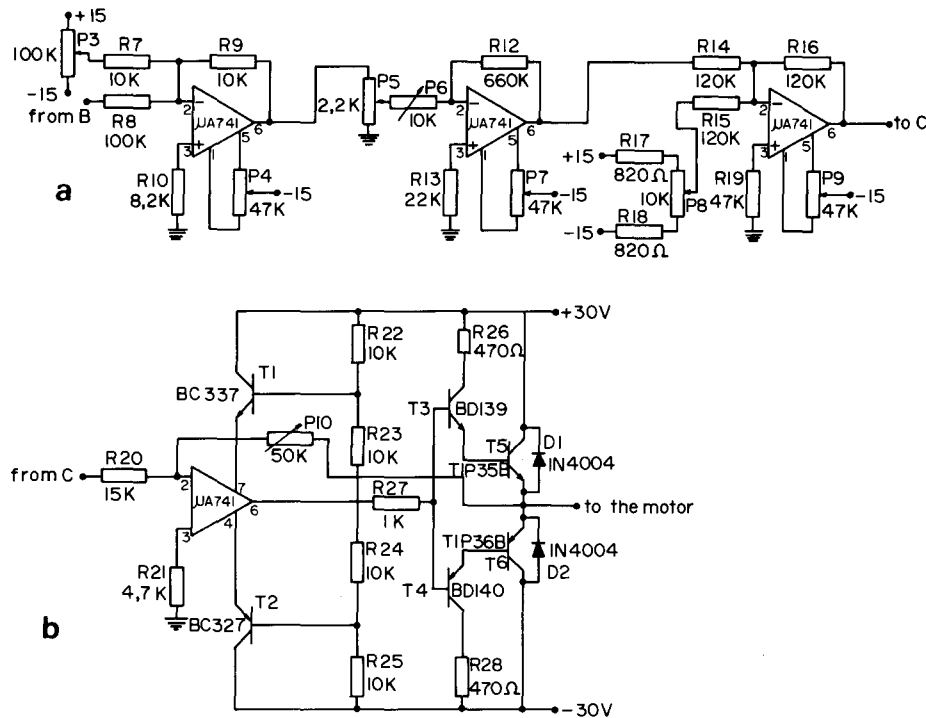 +15
P3
100K
-15
R7
10K
R9
10K
from B
R8
100K
2
3
−
+
μA741
6
5
1
R10
8,2K
P4
-15
47K
a
P5
2,2K
P6
10K
R12
660K
2
3
−
+
μA741
6
5
1
R13
22K
P7
-15
47K
R14
120K
R16
120K
R15
120K
2
3
−
+
μA741
6
5
1
to C
R17
+15
820Ω
10K
P8
R18
-15
820Ω
R19
47K
P9
-15
47K
+30V
R22
10K
R26
470Ω
T1
BC337
T3
BD139
P10
50K
R23
10K
T5
D1
1N4004
TIP35B
from C
R20
15K
2
μA741
7
6
4
3
R27
1K
to the motor
R21
4,7K
R24
10K
TIP36B
T6
1N4004
D2
T4
BD140
b
T2
BC327
R25
10K
R28
470Ω
-30V